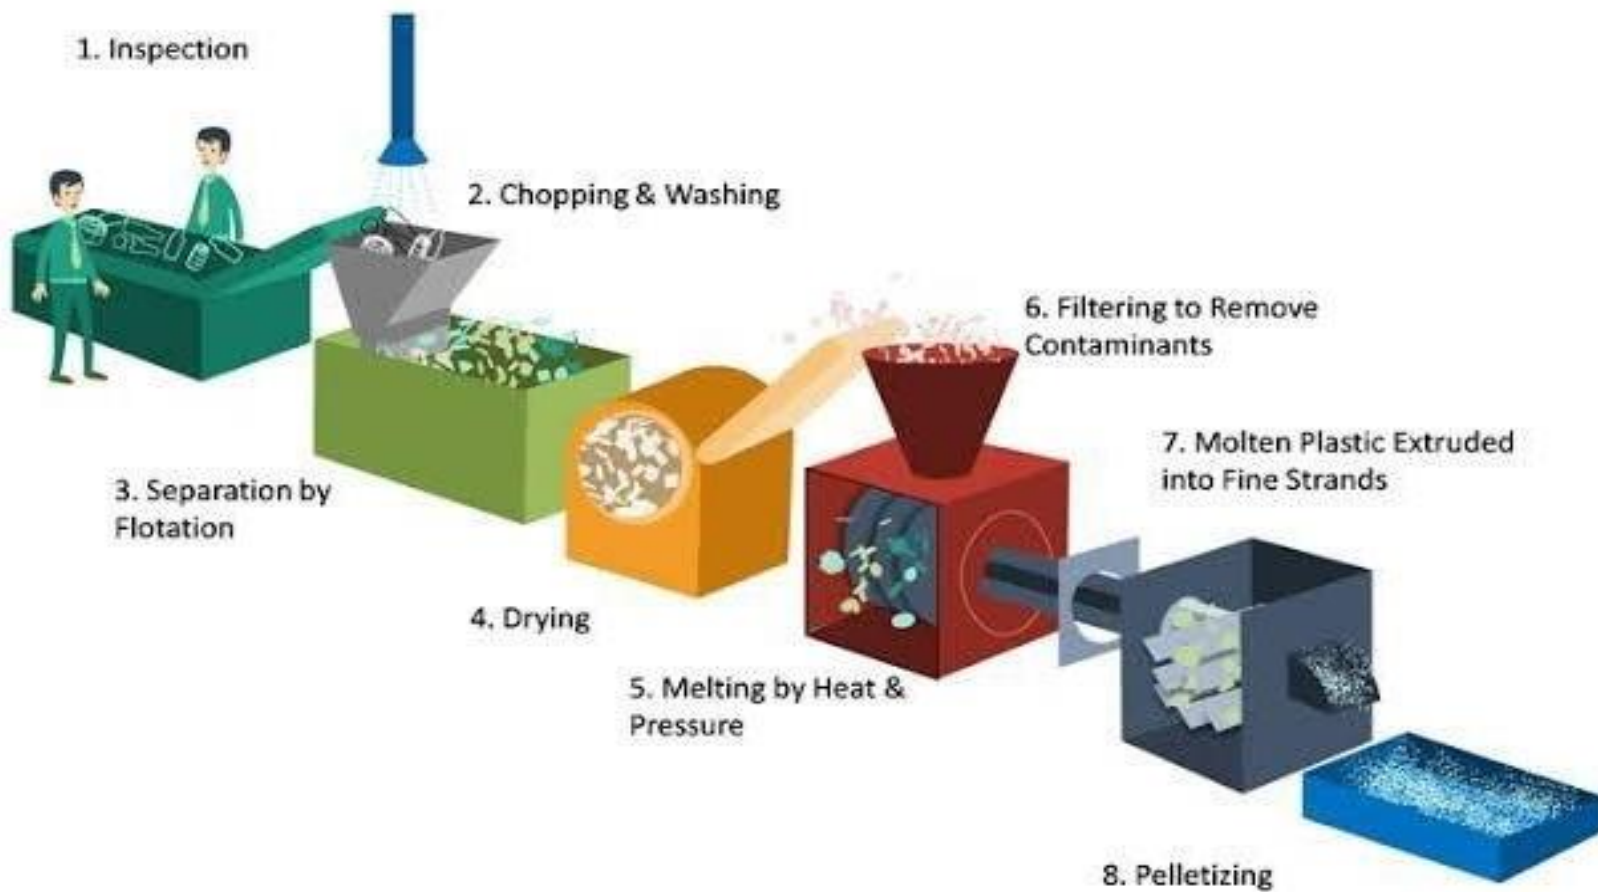 1. Inspection
2. Chopping & Washing
3. Separation by
Flotation
4. Drying
5. Melting by Heat &
Pressure
6. Filtering to Remove
Contaminants
7. Molten Plastic Extruded
into Fine Strands
8. Pelletizing